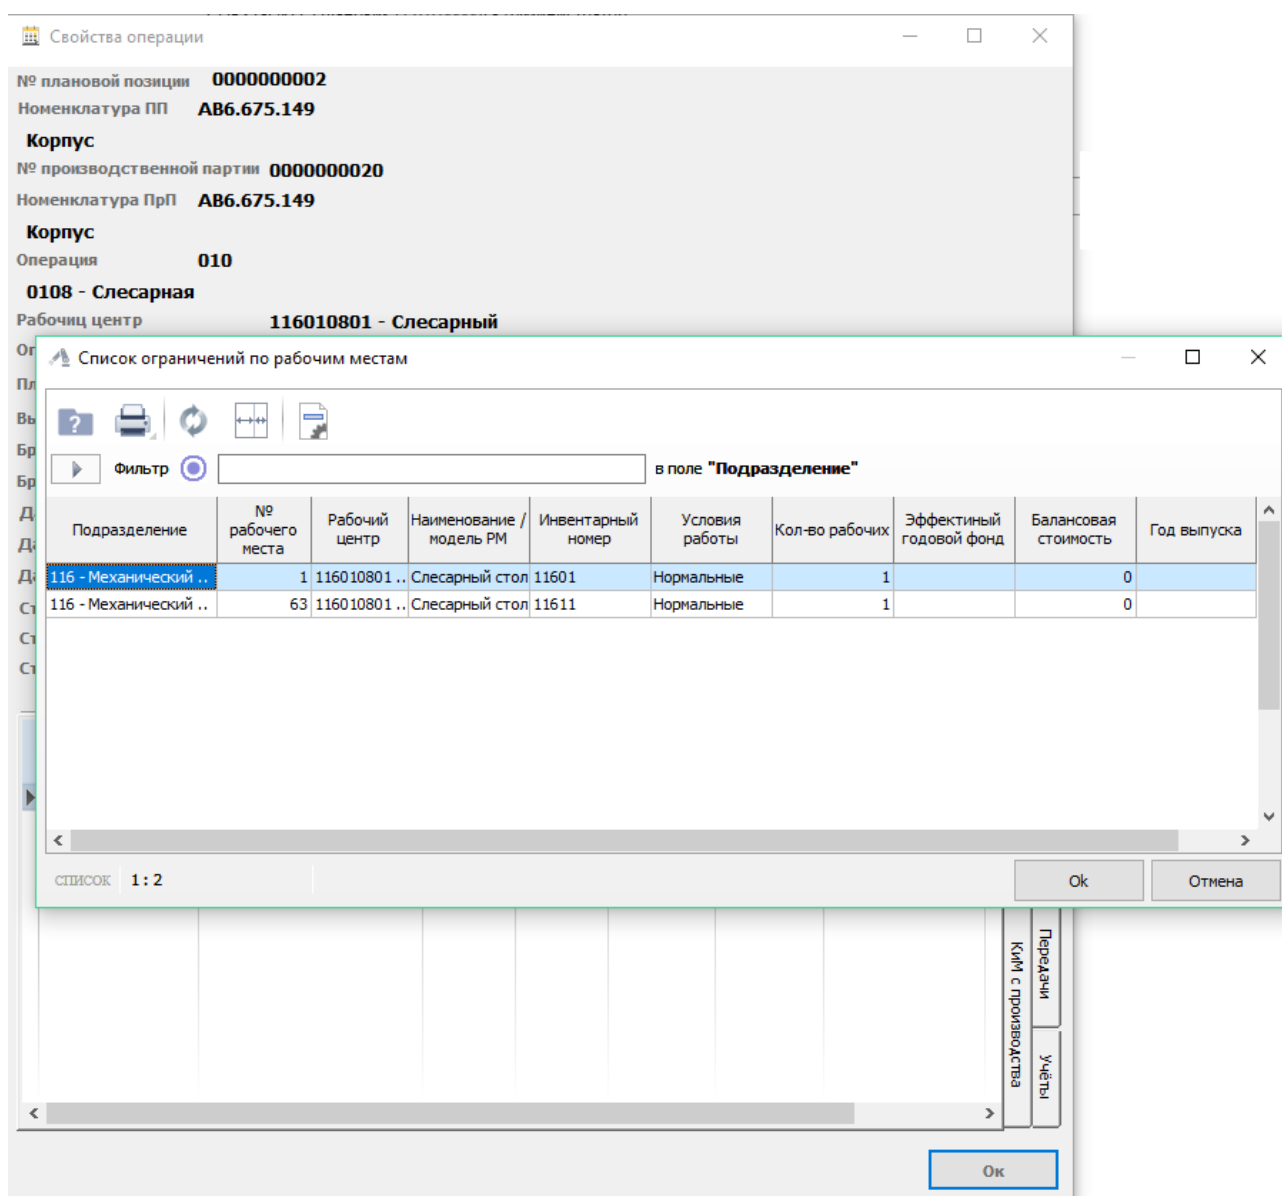 Свойства операции
№ плановой позиции 0000000002
Номенклатура ПП АВ6.675.149
Корпус
№ производственной партии 0000000020
Номенклатура ПрП АВ6.675.149
Корпус
Операция 010
0108 - Слесарная
Рабочиц центр 116010801 - Слесарный
Список ограничений по рабочим местам
Фильтр в поле "Подразделение"
Подразделение № рабочего места Рабочий центр Наименование / модель РМ Инвентарный номер Условия работы Кол-во рабочих Эффектиный годовой фонд Балансовая стоимость Год выпуска
116 - Механический .. 1 116010801 .. Слесарный стол 11601 Нормальные 1 0
116 - Механический .. 63 116010801 .. Слесарный стол 11611 Нормальные 1 0
список 1 : 2
Ok Отмена
Передачи
КиМ с производства
Учёты
Ок